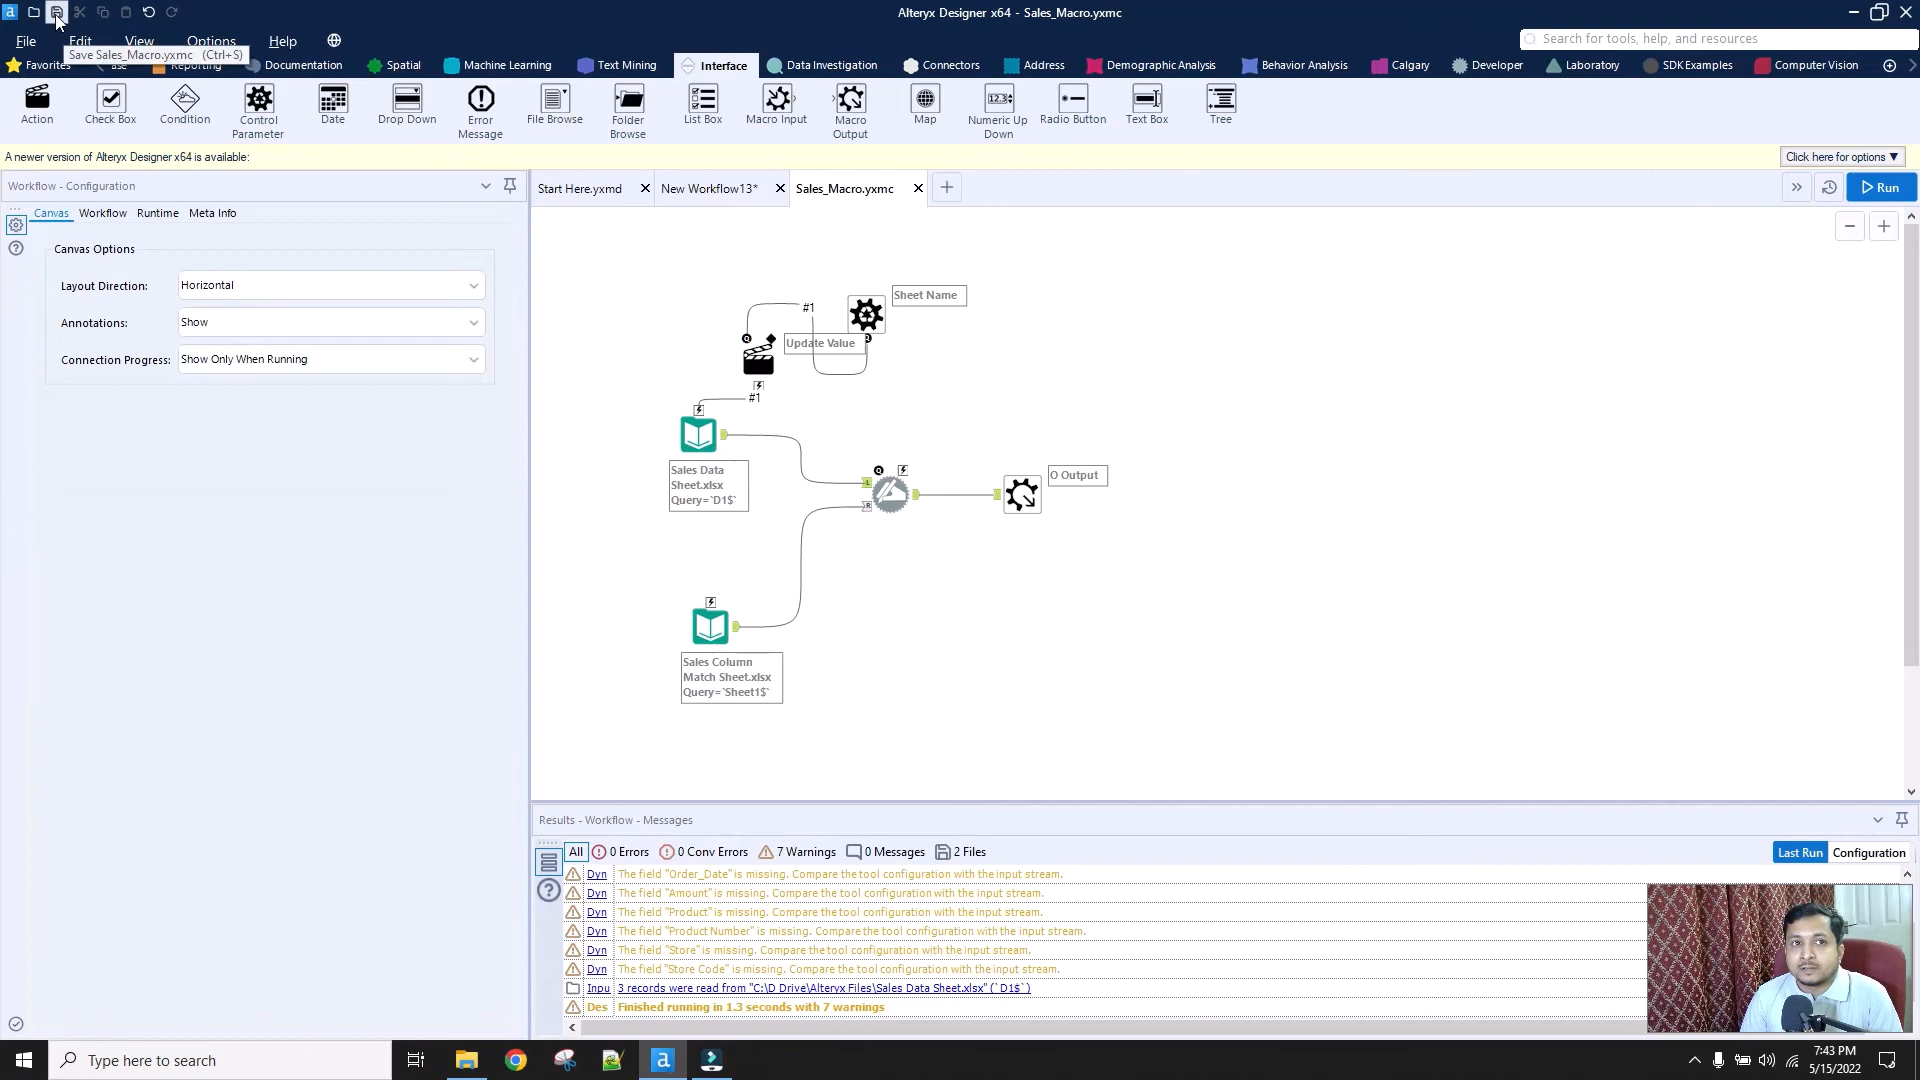 Alteryx Designer x64 - Sales_Macro.yxmc
File Edit View Options Help
Search for tools, help, and resources
Save Sales_Macro.yxmc (Ctrl+S)
Favorites Reporting Documentation Spatial Machine Learning Text Mining Interface Data Investigation Connectors Address Demographic Analysis Behavior Analysis Calgary Developer Laboratory SDK Examples Computer Vision
Action Check Box Condition Control Parameter Date Drop Down Error Message File Browse Folder Browse List Box Macro Input Macro Output Map Numeric Up Down Radio Button Text Box Tree
A newer version of Alteryx Designer x64 is available:
Click here for options ▼
Workflow - Configuration
Start Here.yxmd New Workflow13* Sales_Macro.yxmc
Run
Canvas Workflow Runtime Meta Info
Canvas Options
Layout Direction: Horizontal
Annotations: Show
Connection Progress: Show Only When Running
#1
Sheet Name
Update Value
#1
Sales Data
Sheet.xlsx
Query=`D1$`
L
R
O Output
Sales Column
Match Sheet.xlsx
Query=`Sheet1$`
Results - Workflow - Messages
All 0 Errors 0 Conv Errors 7 Warnings 0 Messages 2 Files
Last Run Configuration
Dyn The field "Order_Date" is missing. Compare the tool configuration with the input stream.
Dyn The field "Amount" is missing. Compare the tool configuration with the input stream.
Dyn The field "Product" is missing. Compare the tool configuration with the input stream.
Dyn The field "Product Number" is missing. Compare the tool configuration with the input stream.
Dyn The field "Store" is missing. Compare the tool configuration with the input stream.
Dyn The field "Store Code" is missing. Compare the tool configuration with the input stream.
Inpu 3 records were read from "C:\D Drive\Alteryx Files\Sales Data Sheet.xlsx" (`D1$`)
Des Finished running in 1.3 seconds with 7 warnings
Type here to search
7:43 PM
5/15/2022